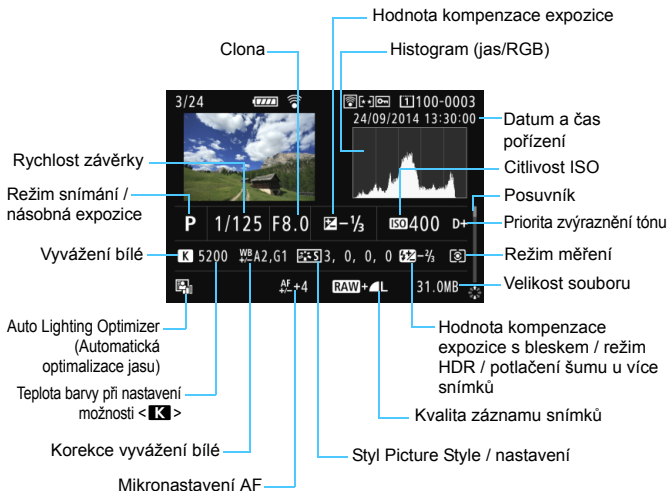 Hodnota kompenzace expozice
Clona
Histogram (jas/RGB)
3/24
1 100-0003
24/09/2014 13:30:00
Datum a čas
pořízení
Rychlost závěrky
Citlivost ISO
Režim snímání /
násobná expozice
Posuvník
P 1/125 F8.0 -⅓ ISO 400 D+
Priorita zvýraznění tónu
Vyvážení bílé
K 5200 WB +/- A2,G1 S 3, 0, 0, 0 -⅔
Režim měření
AF +/- +4 RAW+L 31.0MB
Velikost souboru
Auto Lighting Optimizer
(Automatická
optimalizace jasu)
Hodnota kompenzace
expozice s bleskem / režim
HDR / potlačení šumu u více
snímků
Teplota barvy při nastavení
možnosti < K >
Kvalita záznamu snímků
Korekce vyvážení bílé
Styl Picture Style / nastavení
Mikronastavení AF